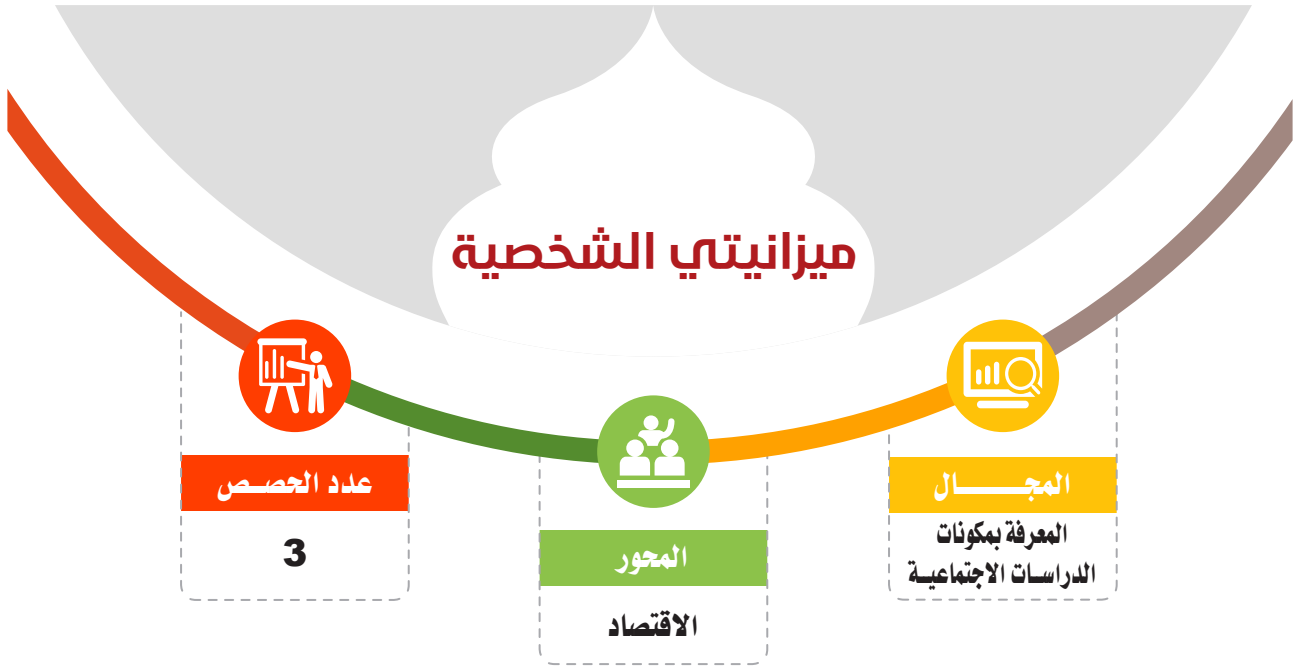 ميزانيتي الشخصية
المجال
المعرفة بمكونات
الدراسات الاجتماعية
المحور
الاقتصاد
عدد الحصص
3